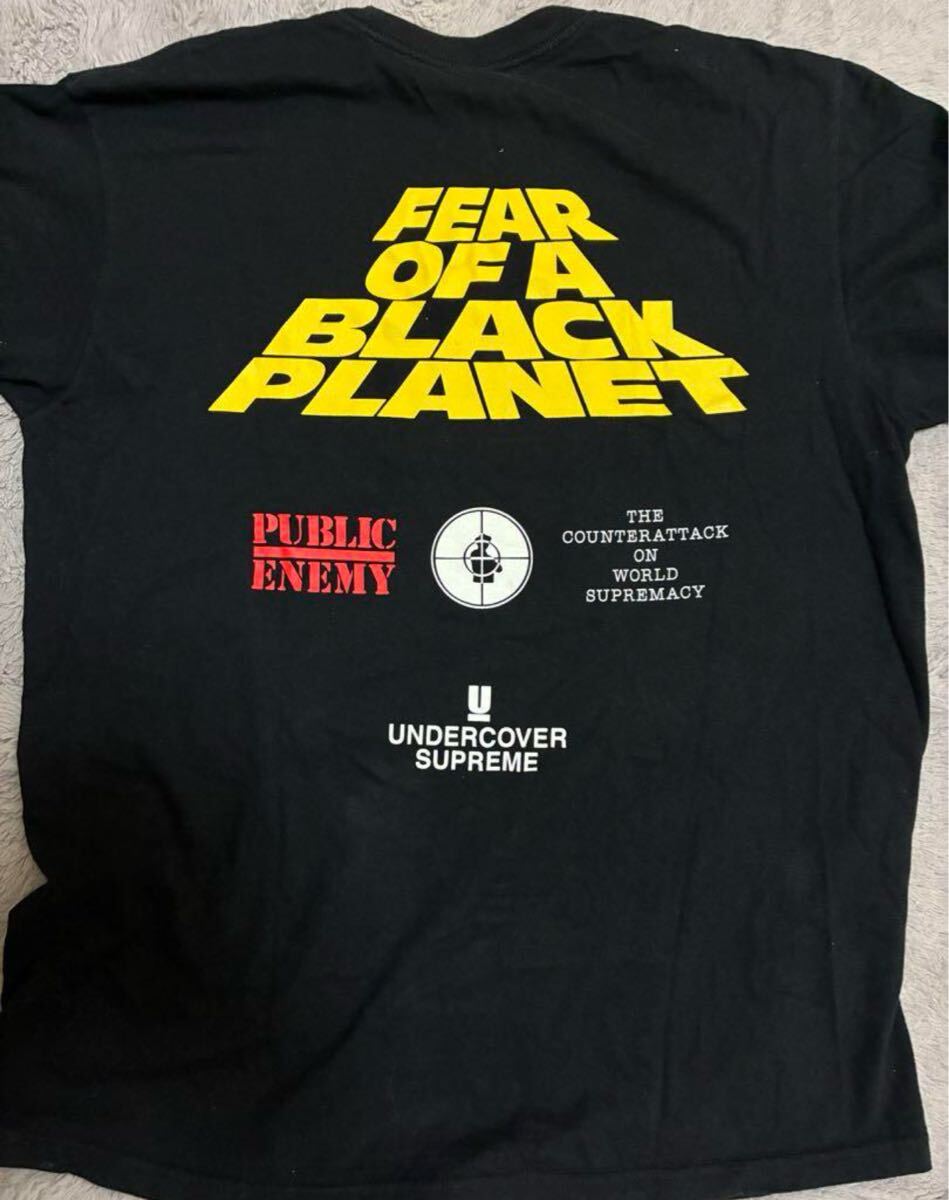 FEAR
OF A
BLACK
PLANET
PUBLIC
ENEMY
THE
COUNTERATTACK
ON
WORLD
SUPREMACY
U
UNDERCOVER
SUPREME